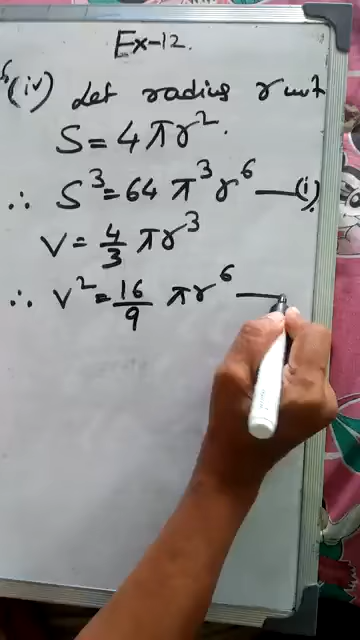 Ex-12.
(iv) Let radius r unit
S = 4πr².
∴ S³ = 64 π³ r⁶ —(i)
V = 4/3 πr³
∴ V² = 16/9 πr⁶ —